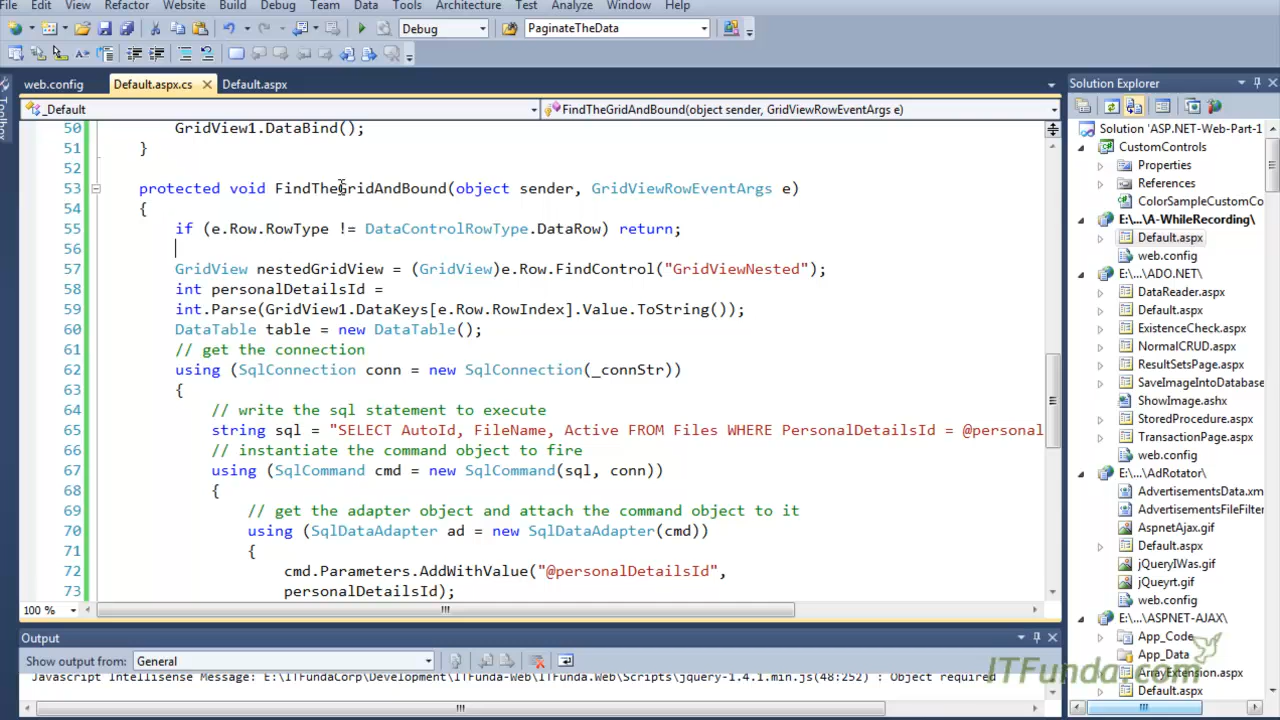 File Edit View Refactor Website Build Debug Team Data Tools Architecture Test Analyze Window Help
Debug PaginateTheData
web.config Default.aspx.cs Default.aspx
_Default FindTheGridAndBound(object sender, GridViewRowEventArgs e)
50 GridView1.DataBind();
51 }
52
53 protected void FindTheGridAndBound(object sender, GridViewRowEventArgs e)
54 {
55 if (e.Row.RowType != DataControlRowType.DataRow) return;
56
57 GridView nestedGridView = (GridView)e.Row.FindControl("GridViewNested");
58 int personalDetailsId =
59 int.Parse(GridView1.DataKeys[e.Row.RowIndex].Value.ToString());
60 DataTable table = new DataTable();
61 // get the connection
62 using (SqlConnection conn = new SqlConnection(_connStr))
63 {
64 // write the sql statement to execute
65 string sql = "SELECT AutoId, FileName, Active FROM Files WHERE PersonalDetailsId = @personal
66 // instantiate the command object to fire
67 using (SqlCommand cmd = new SqlCommand(sql, conn))
68 {
69 // get the adapter object and attach the command object to it
70 using (SqlDataAdapter ad = new SqlDataAdapter(cmd))
71 {
72 cmd.Parameters.AddWithValue("@personalDetailsId",
73 personalDetailsId);
100 %
Output
Show output from: General
Javascript Intellisense Message: E:\ITFundaCorp\Development\ITFunda-Web\ITFunda.Web\Scripts\jquery-1.4.1.min.js(48:252) : Object required
Toolbox
Solution Explorer
Solution 'ASP.NET-Web-Part-1
CustomControls
Properties
References
ColorSampleCustomCo
E:\...\A-WhileRecording\
Default.aspx
web.config
E:\...\ADO.NET\
DataReader.aspx
Default.aspx
ExistenceCheck.aspx
NormalCRUD.aspx
ResultSetsPage.aspx
SaveImageIntoDatabase
ShowImage.ashx
StoredProcedure.aspx
TransactionPage.aspx
web.config
E:\...\AdRotator\
AdvertisementsData.xm
AdvertisementsFileFilter
AspnetAjax.gif
Default.aspx
jQueryIWas.gif
jQueyrt.gif
web.config
E:\...\ASPNET-AJAX\
App_Code
App_Data
ArrayExtension.aspx
Default.aspx
ITFunda.com